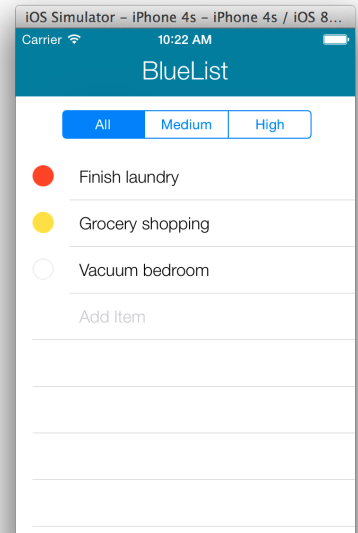 iOS Simulator – iPhone 4s – iPhone 4s / iOS 8...
Carrier 10:22 AM
BlueList
All Medium High
Finish laundry
Grocery shopping
Vacuum bedroom
Add Item